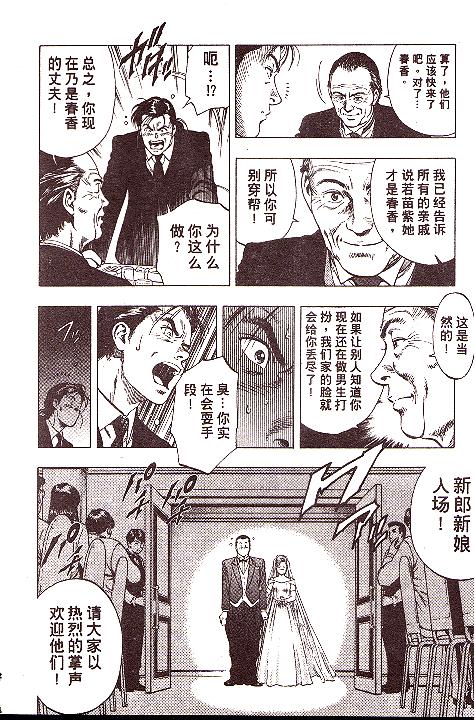 算了，他们
应该快来了
吧。对了…
春香。
呃…!?
总之，你现
在乃是春香
的丈夫！
我已经告诉
所有的亲戚
说若苗紫她
才是春香。
所以你可
别穿帮！
为什么
你这么
做？
这是当
然的！
如果让别人知道你
现在还在做男生打
扮，我们家的脸就
会给你丢尽了！
臭…你实
在会耍手
段！
新郎新娘
人场！
请大家以
热烈的掌声
欢迎他们！
パ
パ
パ